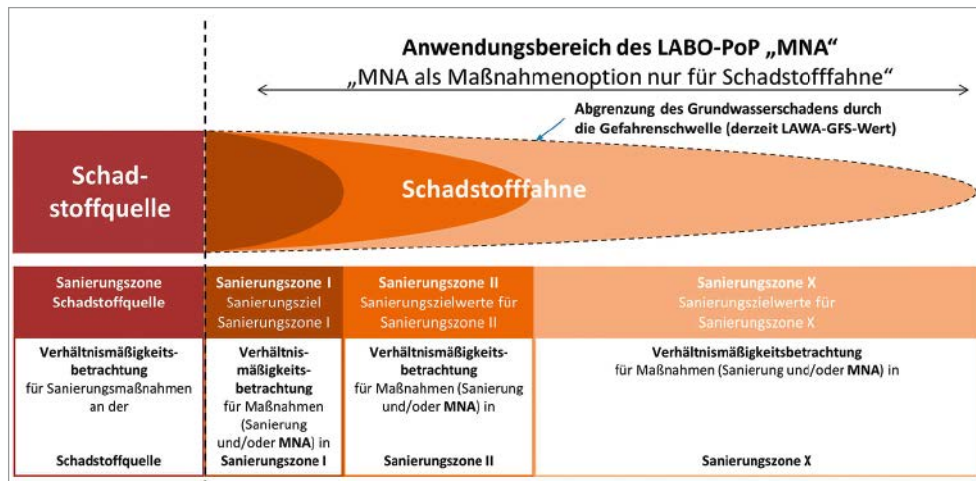 Anwendungsbereich des LABO-PoP „MNA“
„MNA als Maßnahmenoption nur für Schadstofffahne“
Abgrenzung des Grundwasserschadens durch
die Gefahrenschwelle (derzeit LAWA-GFS-Wert)
Schad-
stoffquelle
Schadstofffahne
Sanierungszone
Schadstoffquelle
Sanierungszone I
Sanierungsziel
Sanierungszone I
Sanierungszone II
Sanierungszielwerte für
Sanierungszone II
Sanierungszone X
Sanierungszielwerte für
Sanierungszone X
Verhältnismäßigkeits-
betrachtung
für Sanierungsmaßnahmen
an der
Schadstoffquelle
Verhältnis-
mäßigkeits-
betrachtung
für Maßnahmen
(Sanierung
und/oder MNA) in
Sanierungszone I
Verhältnismäßigkeits-
betrachtung
für Maßnahmen (Sanierung
und/oder MNA) in
Sanierungszone II
Verhältnismäßigkeitsbetrachtung
für Maßnahmen (Sanierung und/oder MNA) in
Sanierungszone X